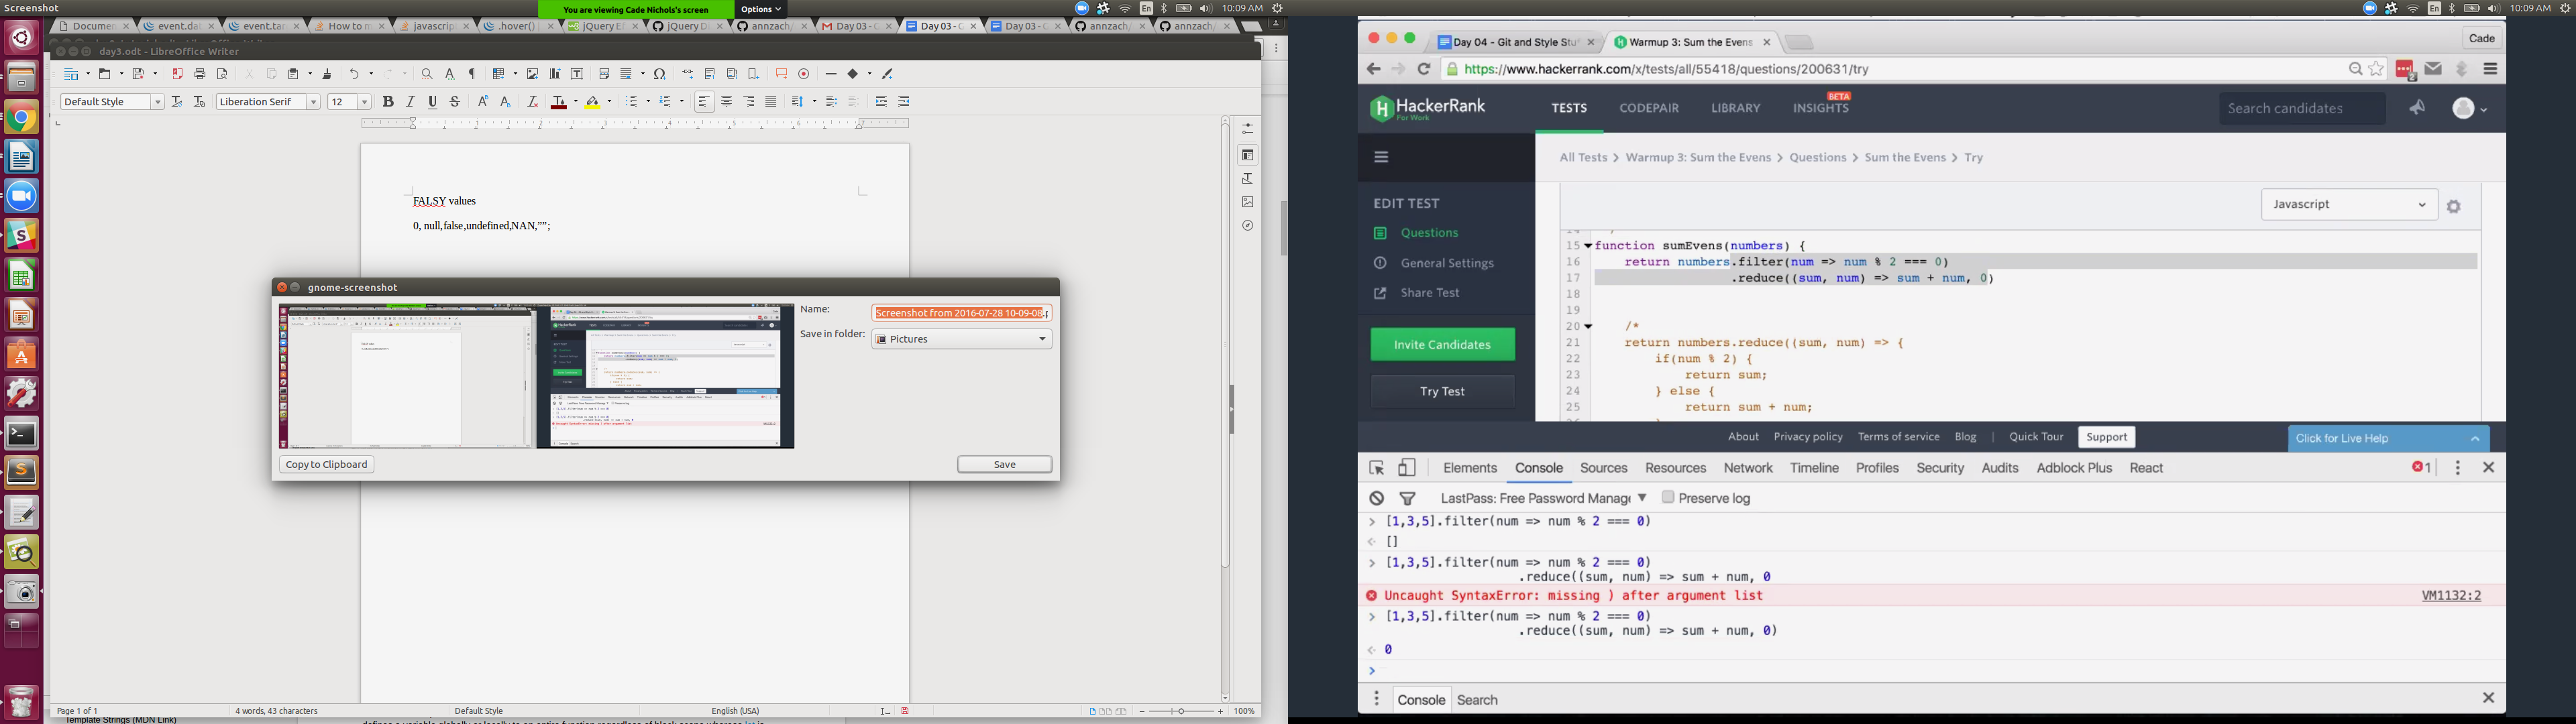 Screenshot
You are viewing Cade Nichols's screen
Options
En
10:09 AM
En
10:09 AM
Documen
event.dat
event.tar
How to m
javascrip
.hover() |
jQuery Ef
jQuery De
annzach/
Day 03 - C
Day 03 - C
Day 03 - C
annzach/
annzach/
day3.odt - LibreOffice Writer
Default Style
Liberation Serif
12
FALSY values
0, null,false,undefined,NAN,””;
gnome-screenshot
Name:
Screenshot from 2016-07-28 10-09-08.p
Save in folder:
Pictures
Copy to Clipboard
Save
Page 1 of 1
4 words, 43 characters
Default Style
English (USA)
100%
Template Strings (MDN Link)
Day 04 - Git and Style Stu
Warmup 3: Sum the Evens
Cade
https://www.hackerrank.com/x/tests/all/55418/questions/200631/try
HackerRank
For Work
TESTS
CODEPAIR
LIBRARY
INSIGHTS
BETA
Search candidates
All Tests > Warmup 3: Sum the Evens > Questions > Sum the Evens > Try
EDIT TEST
Questions
General Settings
Share Test
Invite Candidates
Try Test
Javascript
15 function sumEvens(numbers) {
16 return numbers.filter(num => num % 2 === 0)
17 .reduce((sum, num) => sum + num, 0)
18
19
20 /*
21 return numbers.reduce((sum, num) => {
22 if(num % 2) {
23 return sum;
24 } else {
25 return sum + num;
About
Privacy policy
Terms of service
Blog
|
Quick Tour
Support
Click for Live Help
Elements
Console
Sources
Resources
Network
Timeline
Profiles
Security
Audits
Adblock Plus
React
1
LastPass: Free Password Manage
Preserve log
> [1,3,5].filter(num => num % 2 === 0)
[]
> [1,3,5].filter(num => num % 2 === 0)
.reduce((sum, num) => sum + num, 0
Uncaught SyntaxError: missing ) after argument list
VM1132:2
> [1,3,5].filter(num => num % 2 === 0)
.reduce((sum, num) => sum + num, 0)
0
>
Console
Search